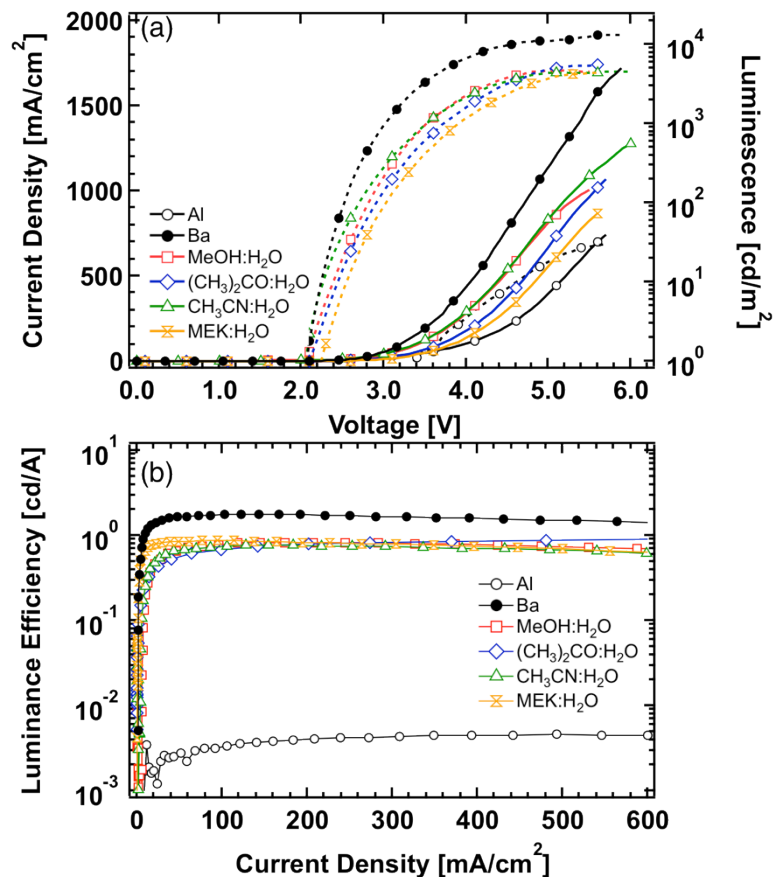 (a)
2000
1500
1000
500
0
Current Density [mA/cm²]
10⁴
10³
10²
10¹
10⁰
Luminescence [cd/m²]
Al
Ba
MeOH:H₂O
(CH₃)₂CO:H₂O
CH₃CN:H₂O
MEK:H₂O
0.0 1.0 2.0 3.0 4.0 5.0 6.0
Voltage [V]
(b)
10¹
10⁰
10⁻¹
10⁻²
10⁻³
Luminance Efficiency [cd/A]
Al
Ba
MeOH:H₂O
(CH₃)₂CO:H₂O
CH₃CN:H₂O
MEK:H₂O
0 100 200 300 400 500 600
Current Density [mA/cm²]